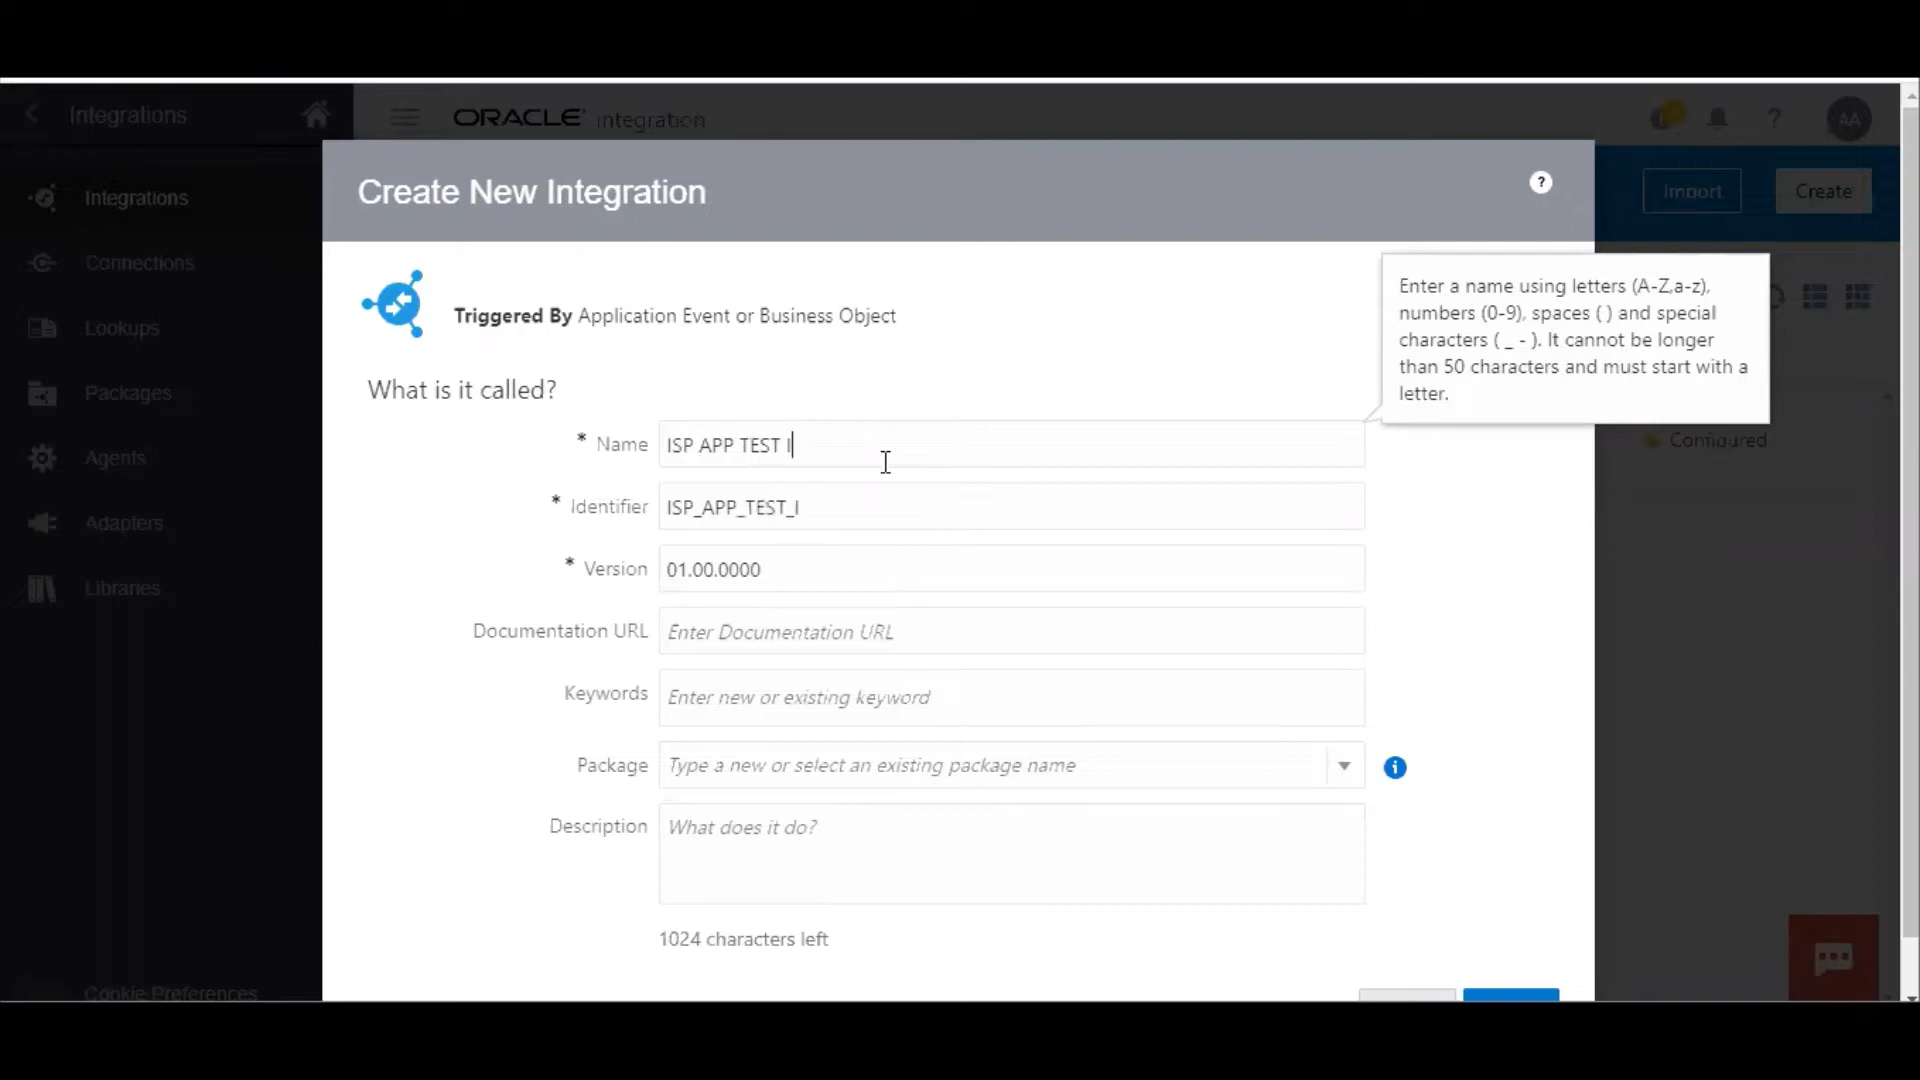 Integrations
ORACLE Integration
AA
Create New Integration
?
Import
Create
Integrations
Connections
Lookups
Packages
Agents
Adapters
Libraries
Cookie Preferences
Triggered By Application Event or Business Object
Enter a name using letters (A-Z,a-z),
numbers (0-9), spaces ( ) and special
characters ( _ - ). It cannot be longer
than 50 characters and must start with a
letter.
Configured
What is it called?
* Name ISP APP TEST I
* Identifier ISP_APP_TEST_I
* Version 01.00.0000
Documentation URL Enter Documentation URL
Keywords Enter new or existing keyword
Package Type a new or select an existing package name
Description What does it do?
1024 characters left